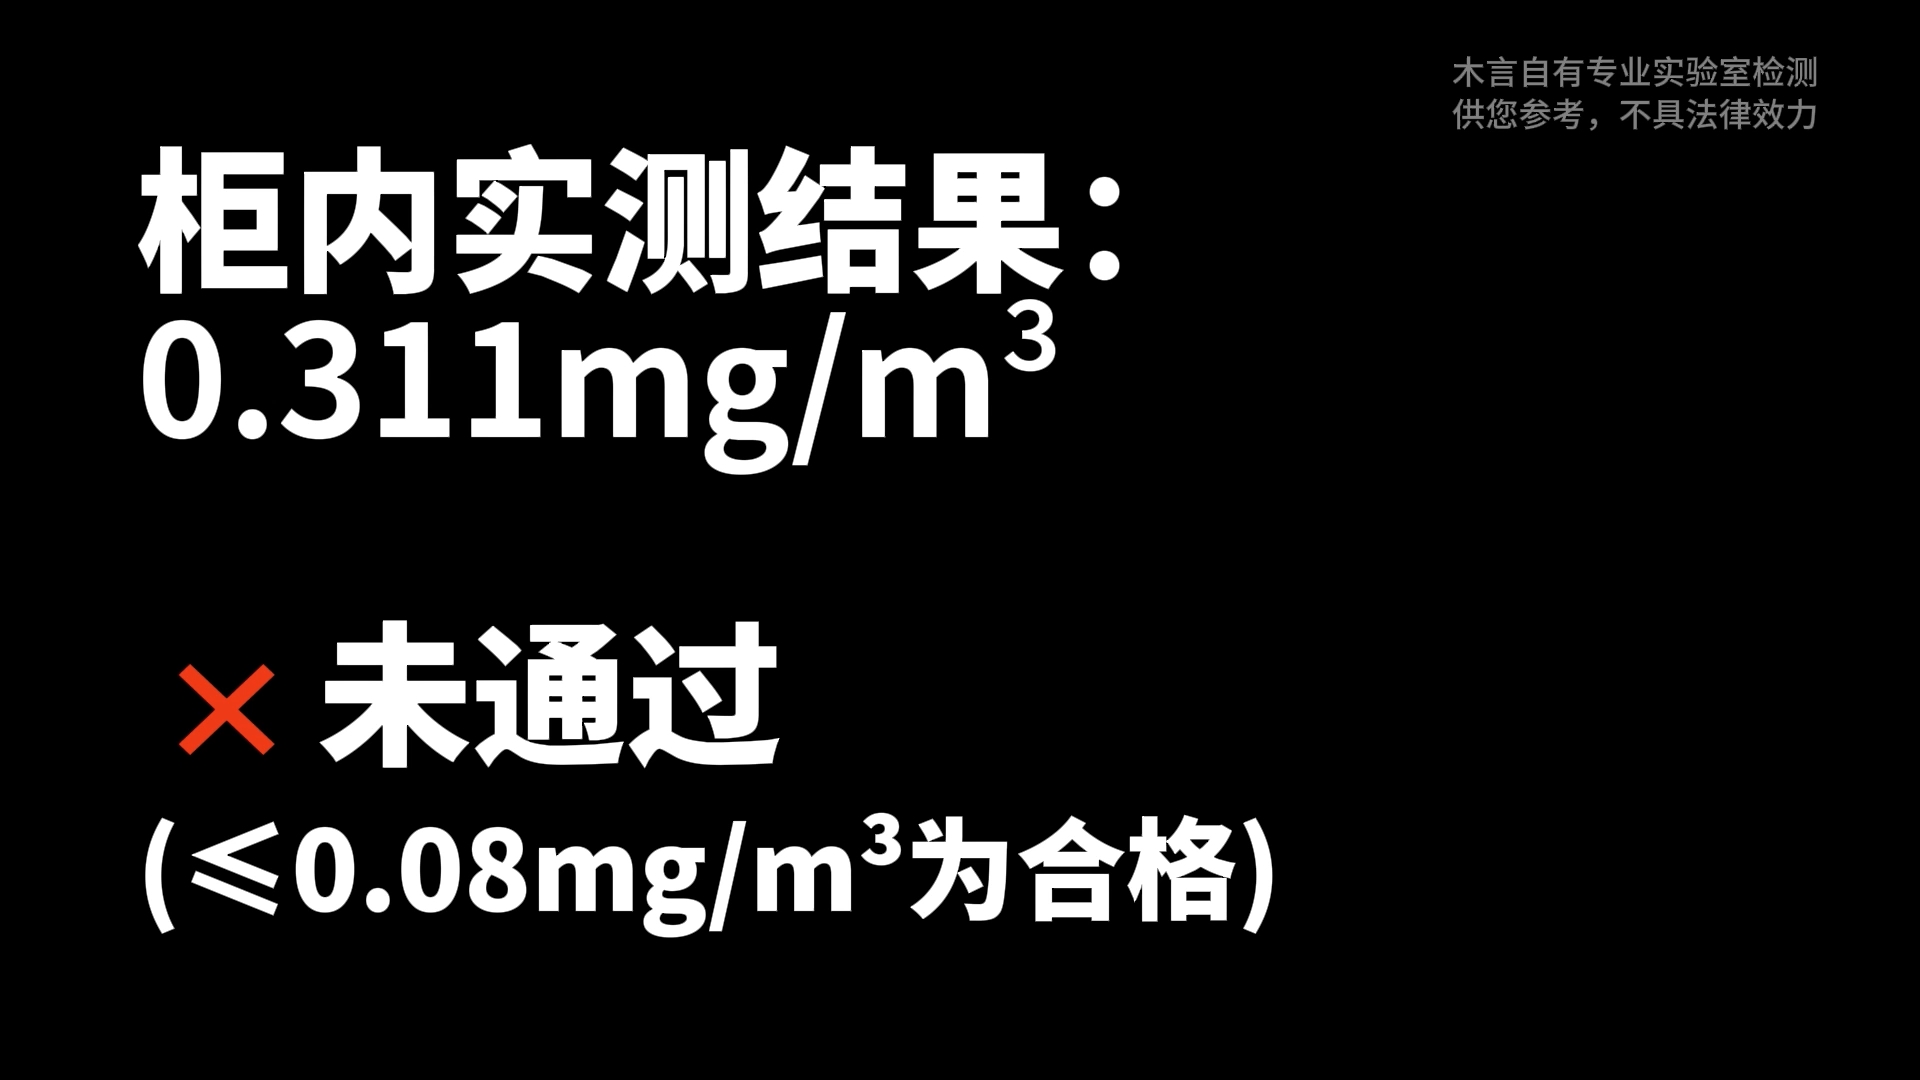 木言自有专业实验室检测
供您参考，不具法律效力
柜内实测结果：
0.311mg/m³
× 未通过
(≤0.08mg/m³为合格)